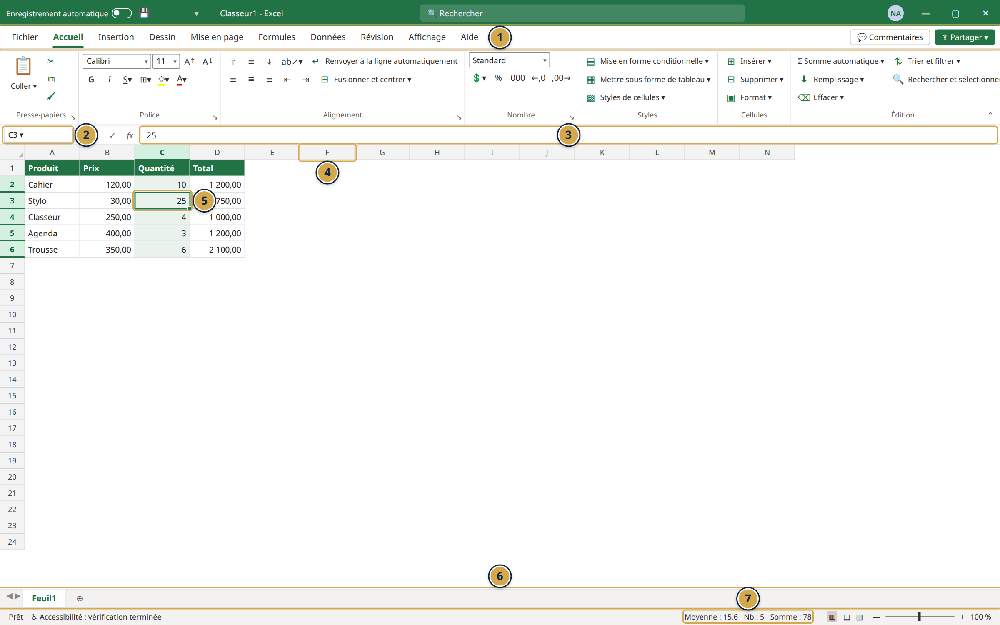 Enregistrement automatique Classeur1 - Excel Rechercher NA
Fichier Accueil Insertion Dessin Mise en page Formules Données Révision Affichage Aide 1 Commentaires Partager
Calibri 11 A A ab Renvoyer à la ligne automatiquement Standard Mise en forme conditionnelle Insérer Σ Somme automatique Trier et filtrer
Coller G I S A Fusionner et centrer % 000 ←,0 ,00→ Mettre sous forme de tableau Supprimer Remplissage Rechercher et sélectionner
Styles de cellules Format Effacer
Presse-papiers Police Alignement Nombre Styles Cellules Édition
C3 2 fx 25 3
A B C D E F G H I J K L M N
1 Produit Prix Quantité Total 4
2 Cahier 120,00 10 1 200,00
3 Stylo 30,00 25 5 750,00
4 Classeur 250,00 4 1 000,00
5 Agenda 400,00 3 1 200,00
6 Trousse 350,00 6 2 100,00
7
8
9
10
11
12
13
14
15
16
17
18
19
20
21
22
23
24
6
Feuil1 7
Prêt Accessibilité : vérification terminée Moyenne : 15,6 Nb : 5 Somme : 78 — + 100 %